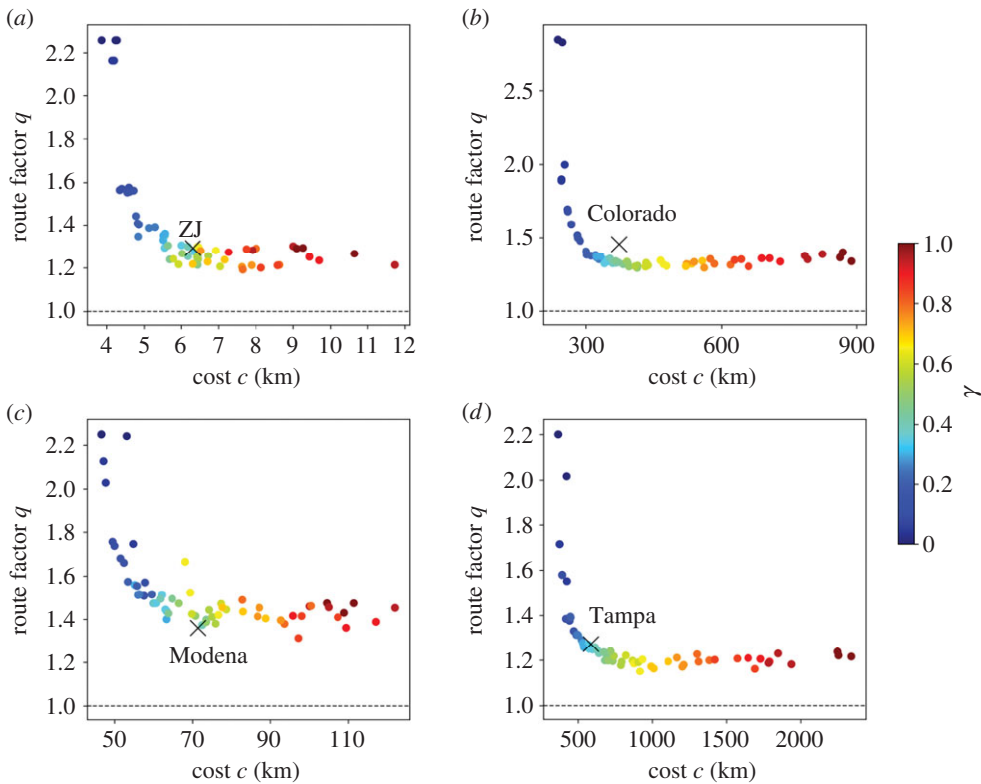 (a)
2.2
2.0
1.8
1.6
1.4
1.2
1.0
route factor q
ZJ
4 5 6 7 8 9 10 11 12
cost c (km)
(b)
2.5
2.0
1.5
1.0
route factor q
Colorado
300 600 900
cost c (km)
(c)
2.2
2.0
1.8
1.6
1.4
1.2
1.0
route factor q
Modena
50 70 90 110
cost c (km)
(d)
2.2
2.0
1.8
1.6
1.4
1.2
1.0
route factor q
Tampa
500 1000 1500 2000
cost c (km)
1.0
0.8
0.6
0.4
0.2
0
γ